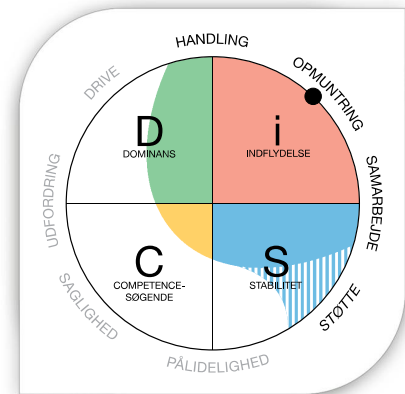 HANDLING
DRIVE
OPMUNTRING
D
DOMINANS
i
INDFLYDELSE
UDFORDRING
SAMARBEJDE
C
COMPETENCE-
SØGENDE
S
STABILITET
SAGLIGHED
STØTTE
PÅLIDELIGHED